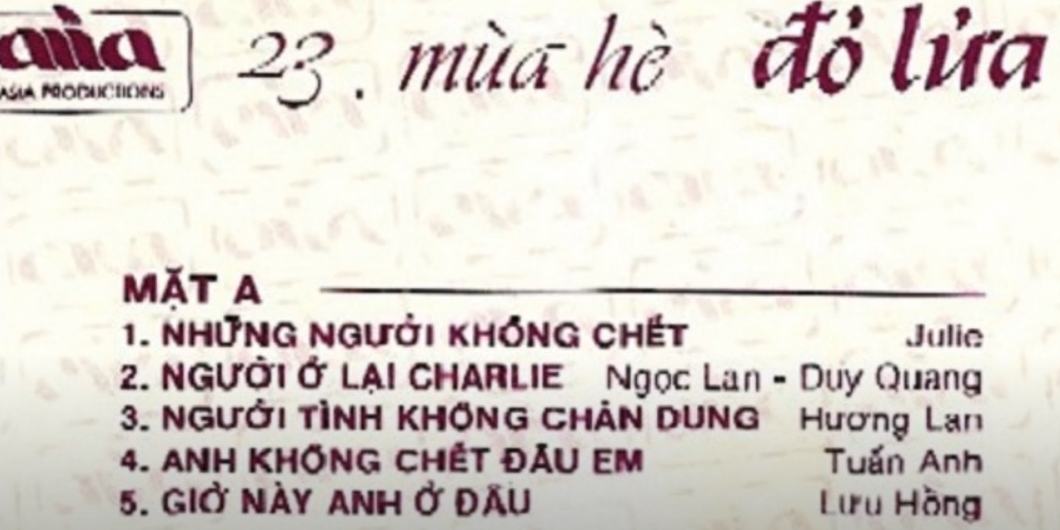 asia
ASIA PRODUCTIONS
23. mùa hè đỏ lửa
MẶT A
1. NHỮNG NGƯỜI KHÔNG CHẾT Julie
2. NGƯỜI Ở LẠI CHARLIE Ngọc Lan - Duy Quang
3. NGƯỜI TÌNH KHÔNG CHÂN DUNG Hương Lan
4. ANH KHÔNG CHẾT ĐÂU EM Tuấn Anh
5. GIỜ NÀY ANH Ở ĐÂU Lưu Hồng